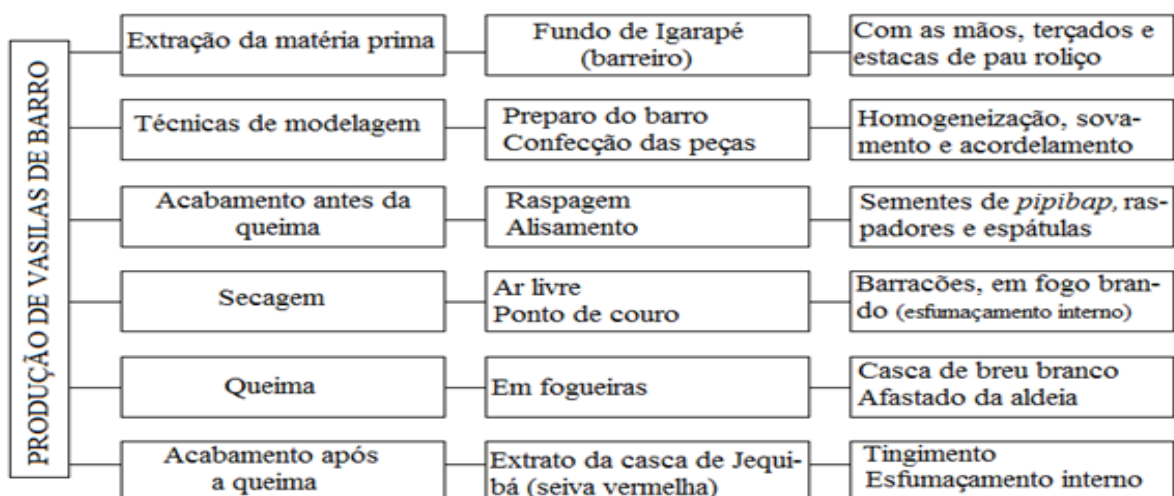 PRODUÇÃO DE VASILAS DE BARRO
Extração da matéria prima
Fundo de Igarapé
(barreiro)
Com as mãos, terçados e
estacas de pau roliço
Técnicas de modelagem
Preparo do barro
Confecção das peças
Homogeneização, sova-
mento e acordelamento
Acabamento antes da
queima
Raspagem
Alisamento
Sementes de pipibap, ras-
padores e espátulas
Secagem
Ar livre
Ponto de couro
Barracões, em fogo bran-
do (esfumaçamento interno)
Queima
Em fogueiras
Casca de breu branco
Afastado da aldeia
Acabamento após
a queima
Extrato da casca de Jequi-
bá (seiva vermelha)
Tingimento
Esfumaçamento interno